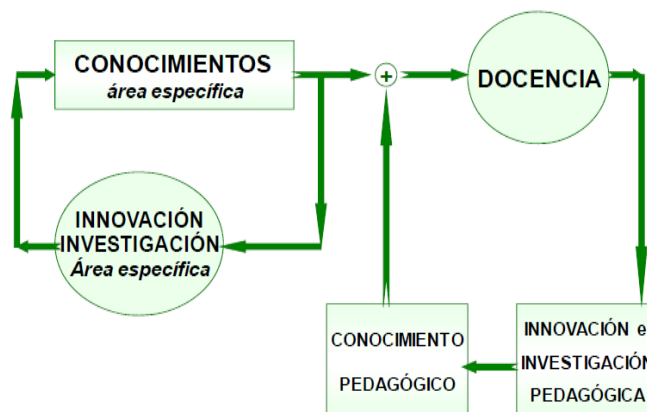 CONOCIMIENTOS
área específica
+
DOCENCIA
INNOVACIÓN
INVESTIGACIÓN
Área específica
CONOCIMIENTO
PEDAGÓGICO
INNOVACIÓN e
INVESTIGACIÓN
PEDAGÓGICA